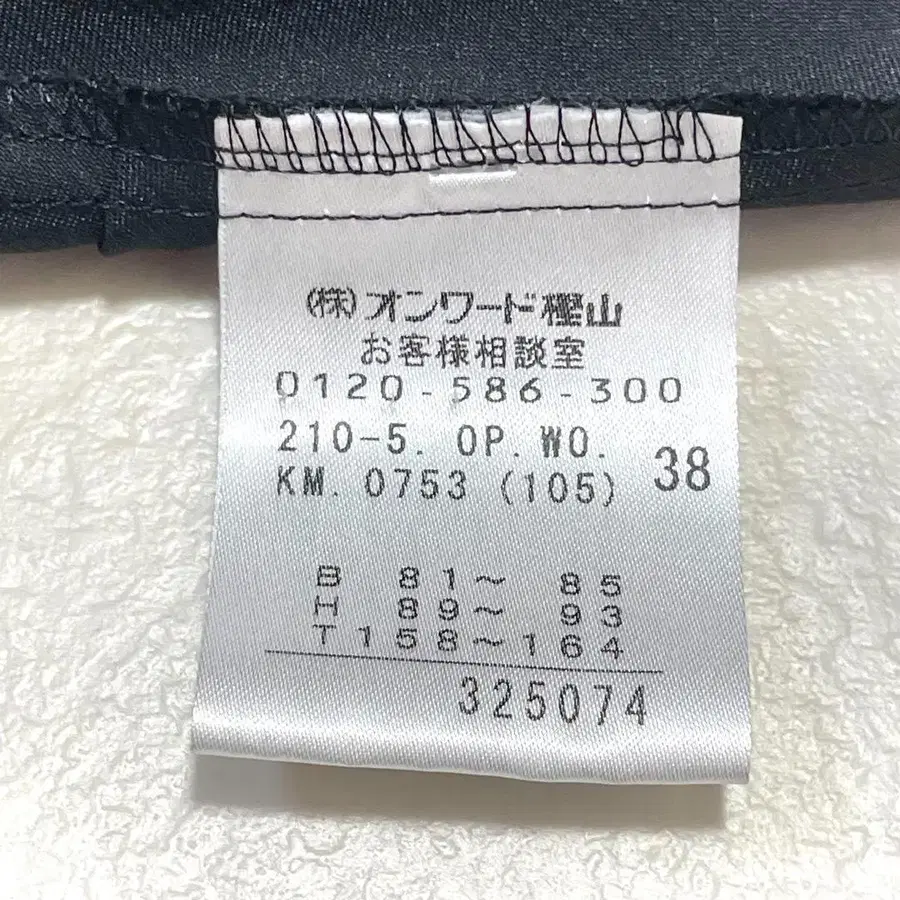 (株)オンワード樫山
お客様相談室
0120-586-300
210-5. OP. WO.
KM. 0753 (105) 38
B 81~ 85
H 89~ 93
T158~164
325074